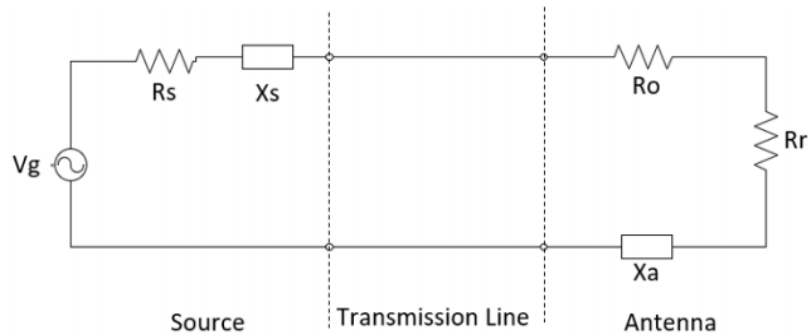 Rs
Xs
Ro
Rr
Vg
Xa
Source
Transmission Line
Antenna